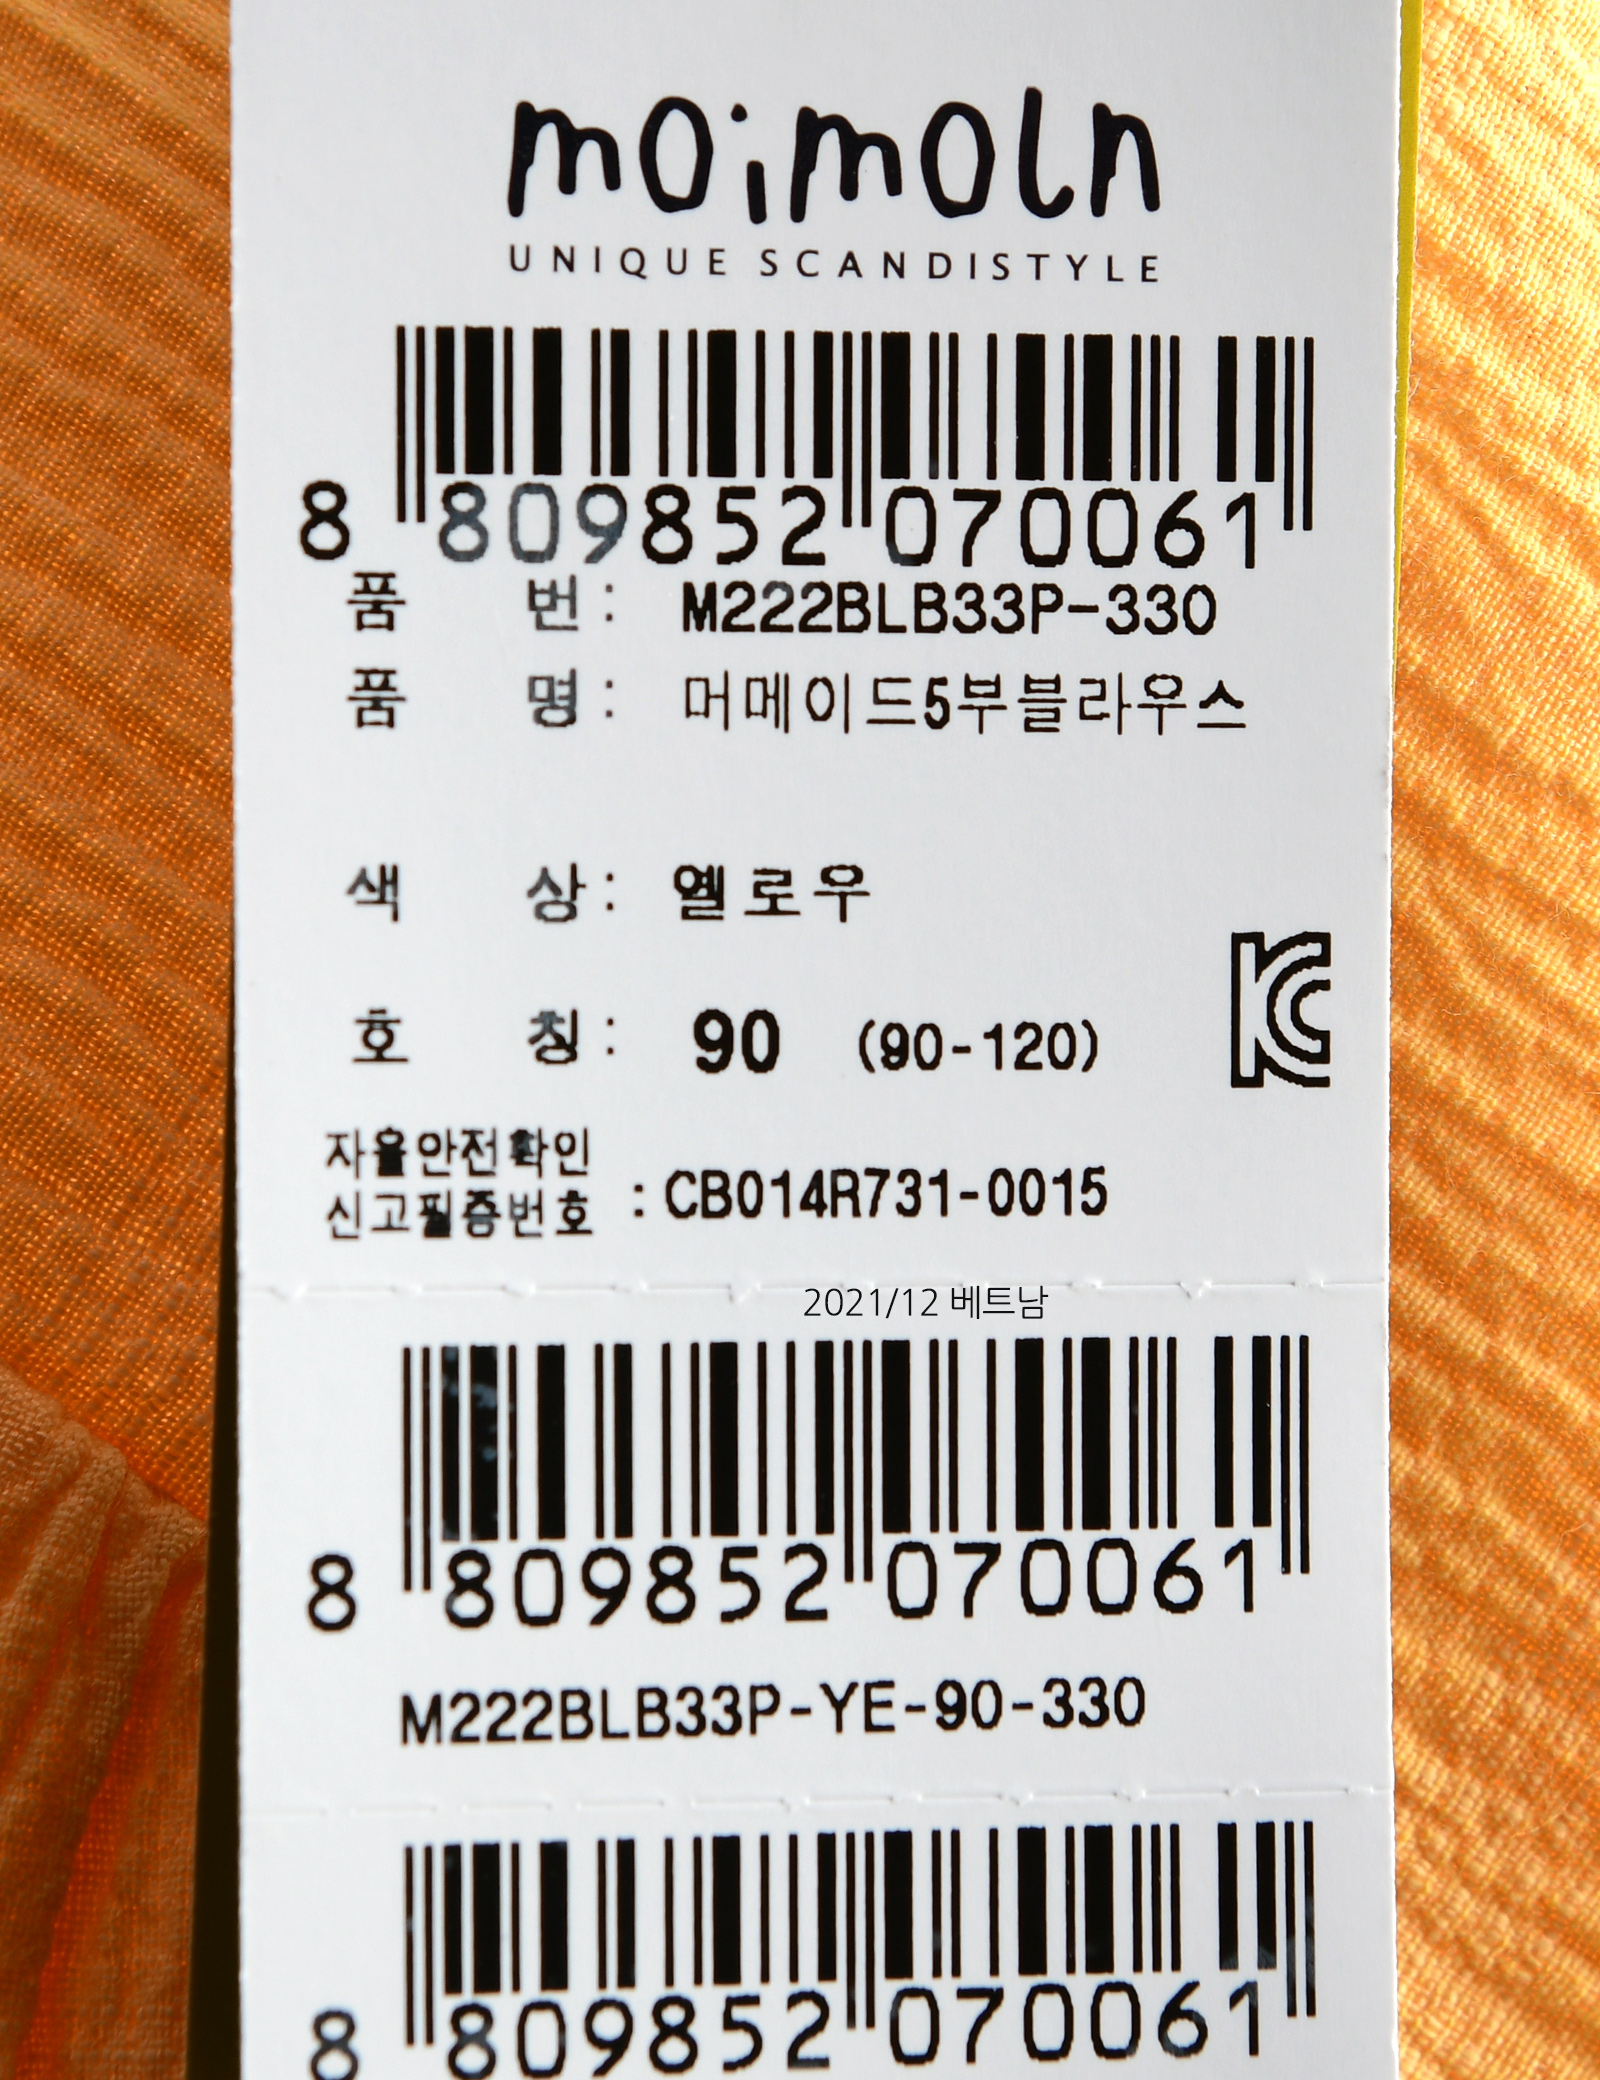 moimoln
UNIQUE SCANDISTYLE
8 809852 070061
품 번 : M222BLB33P-330
품 명 : 머메이드5부블라우스
색 상 : 옐로우
호 칭 : 90 (90-120)
자율안전확인
신고필증번호 : CB014R731-0015
2021/12 베트남
8 809852 070061
M222BLB33P-YE-90-330
8 809852 070061